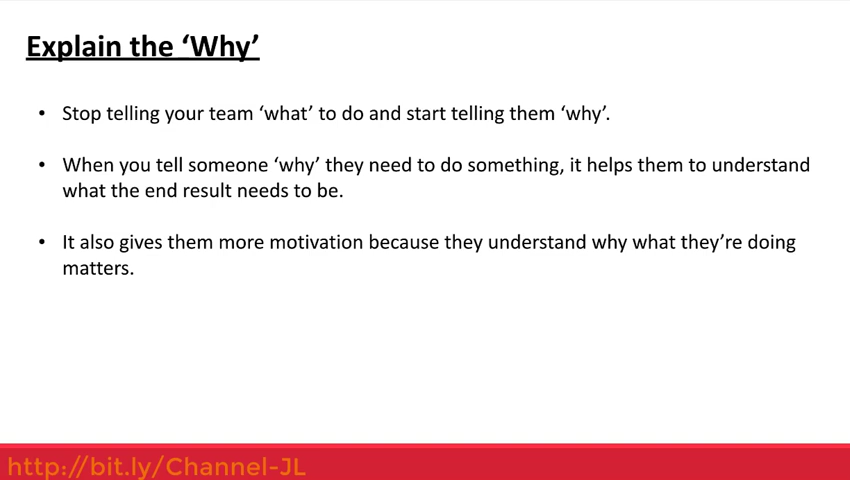 Explain the ‘Why’
• Stop telling your team ‘what’ to do and start telling them ‘why’.
• When you tell someone ‘why’ they need to do something, it helps them to understand
what the end result needs to be.
• It also gives them more motivation because they understand why what they’re doing
matters.
http://bit.ly/Channel-JL